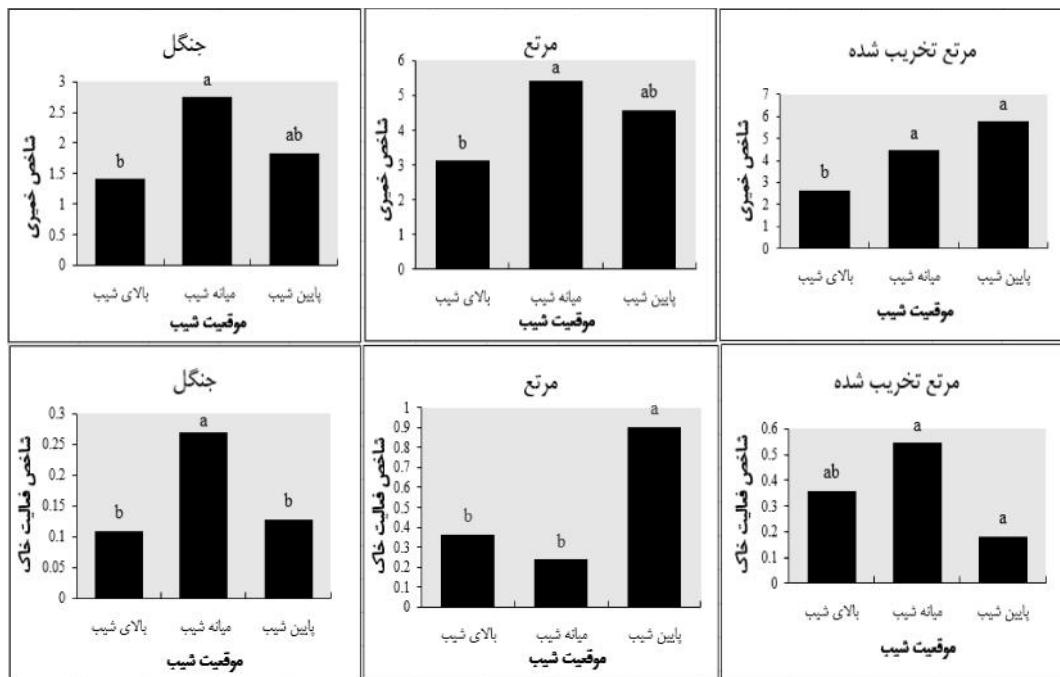 جنگل
شاخص خمیری
3
2.5
2
1.5
1
0.5
0
b
a
ab
بالای شیب
میانه شیب
پایین شیب
موقعیت شیب
مرتع
شاخص خمیری
6
5
4
3
2
1
0
b
a
ab
بالای شیب
میانه شیب
پایین شیب
موقعیت شیب
مرتع تخریب شده
شاخص خمیری
7
6
5
4
3
2
1
0
b
a
a
بالای شیب
میانه شیب
پایین شیب
موقعیت شیب
جنگل
شاخص فعالیت خاک
0.3
0.25
0.2
0.15
0.1
0.05
0
b
a
b
بالای شیب
میانه شیب
پایین شیب
موقعیت شیب
مرتع
شاخص فعالیت خاک
1
0.9
0.8
0.7
0.6
0.5
0.4
0.3
0.2
0.1
0
b
b
a
بالای شیب
میانه شیب
پایین شیب
موقعیت شیب
مرتع تخریب شده
شاخص فعالیت خاک
0.6
0.5
0.4
0.3
0.2
0.1
0
ab
a
a
بالای شیب
میانه شیب
پایین شیب
موقعیت شیب